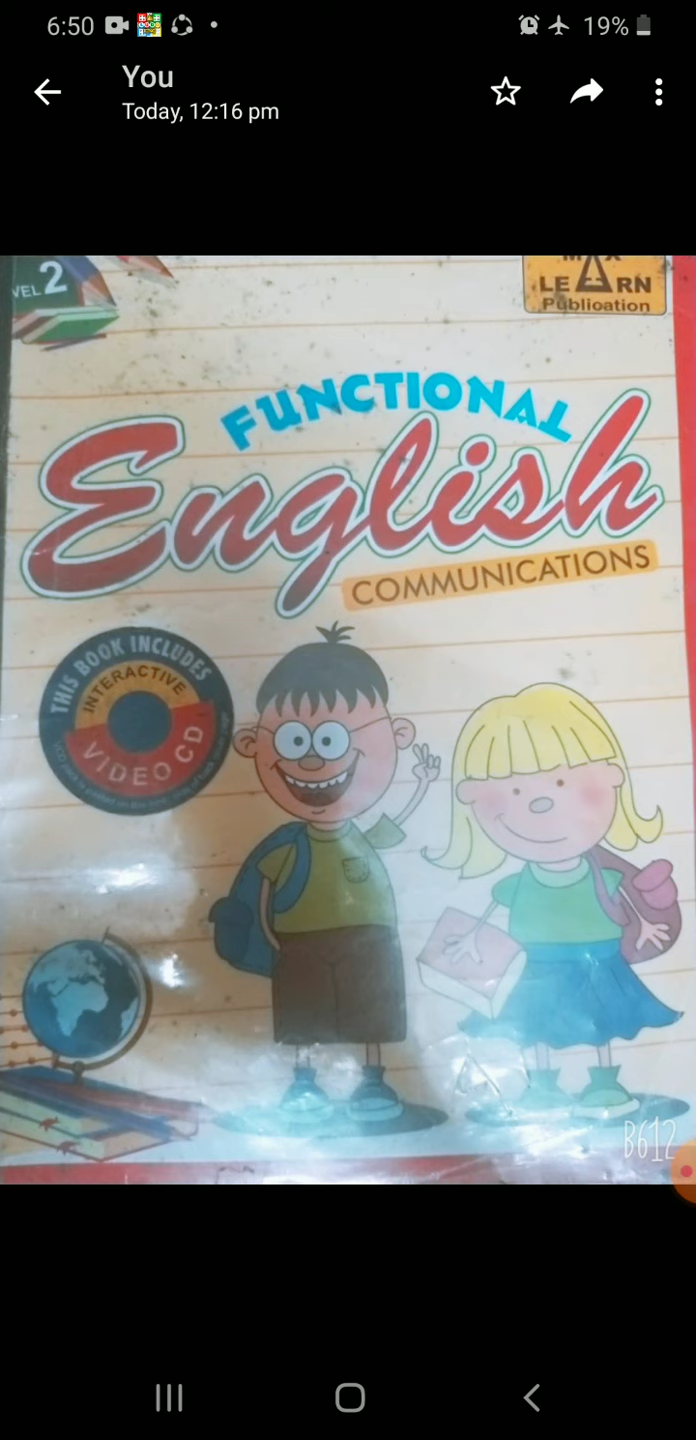 6:50
19%
You
Today, 12:16 pm
VEL 2
LEARN
Publication
FUNCTIONAL
English
COMMUNICATIONS
THIS BOOK INCLUDES
INTERACTIVE
VIDEO CD
B612